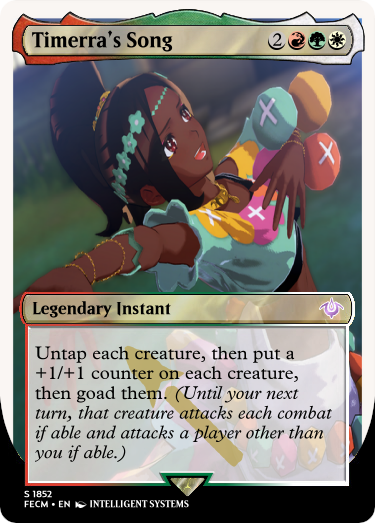 Timerra's Song 2
Legendary Instant
Untap each creature, then put a
+1/+1 counter on each creature,
then goad them. (Until your next
turn, that creature attacks each combat
if able and attacks a player other than
you if able.)
S 1852
FECM • EN INTELLIGENT SYSTEMS